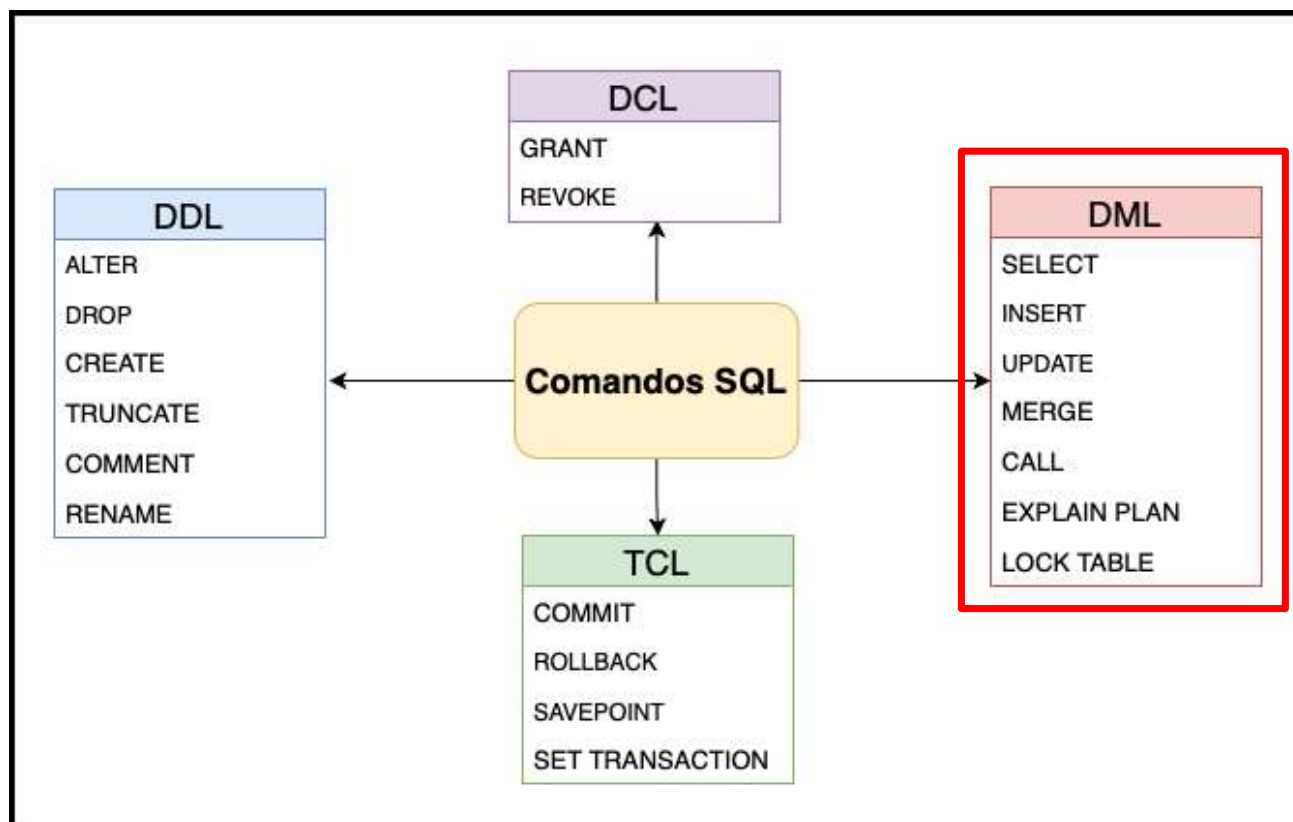 DCL
GRANT
REVOKE
DDL
ALTER
DROP
CREATE
TRUNCATE
COMMENT
RENAME
Comandos SQL
DML
SELECT
INSERT
UPDATE
MERGE
CALL
EXPLAIN PLAN
LOCK TABLE
TCL
COMMIT
ROLLBACK
SAVEPOINT
SET TRANSACTION